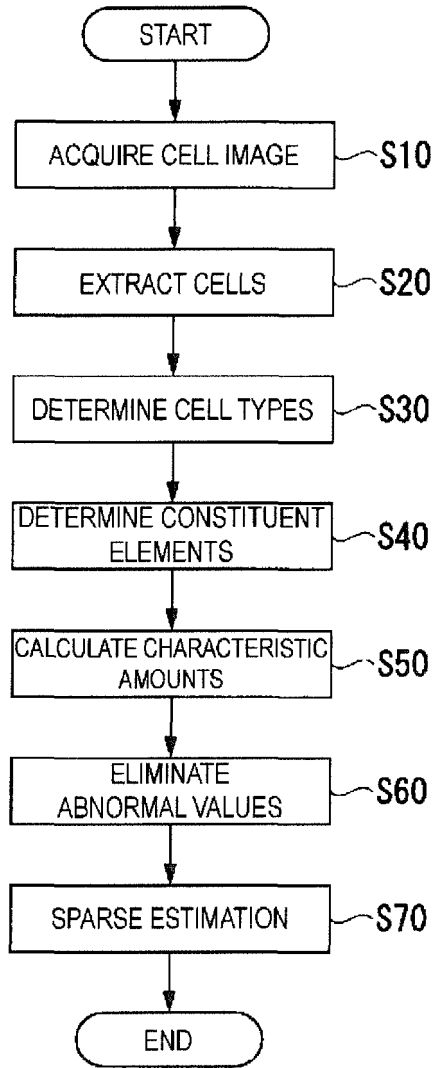 START
ACQUIRE CELL IMAGE S10
EXTRACT CELLS S20
DETERMINE CELL TYPES S30
DETERMINE CONSTITUENT
ELEMENTS S40
CALCULATE CHARACTERISTIC
AMOUNTS S50
ELIMINATE
ABNORMAL VALUES S60
SPARSE ESTIMATION S70
END